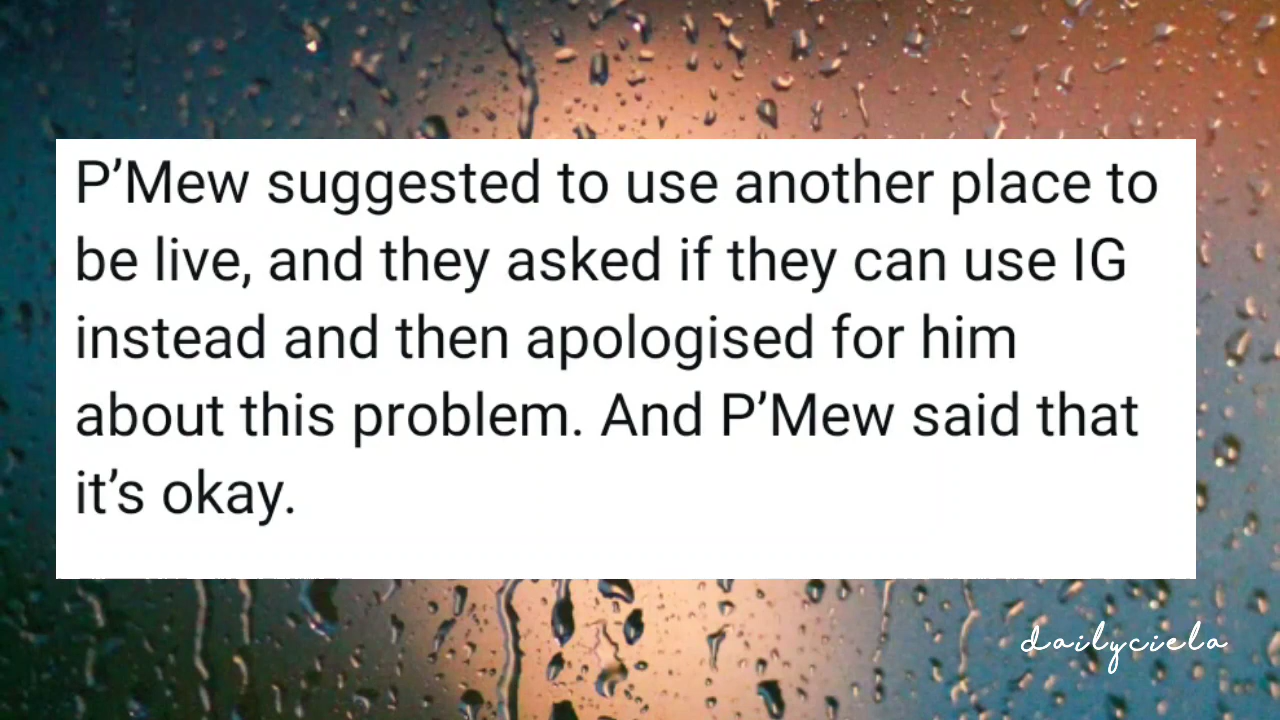 P’Mew suggested to use another place to
be live, and they asked if they can use IG
instead and then apologised for him
about this problem. And P’Mew said that
it’s okay.
dailyciela